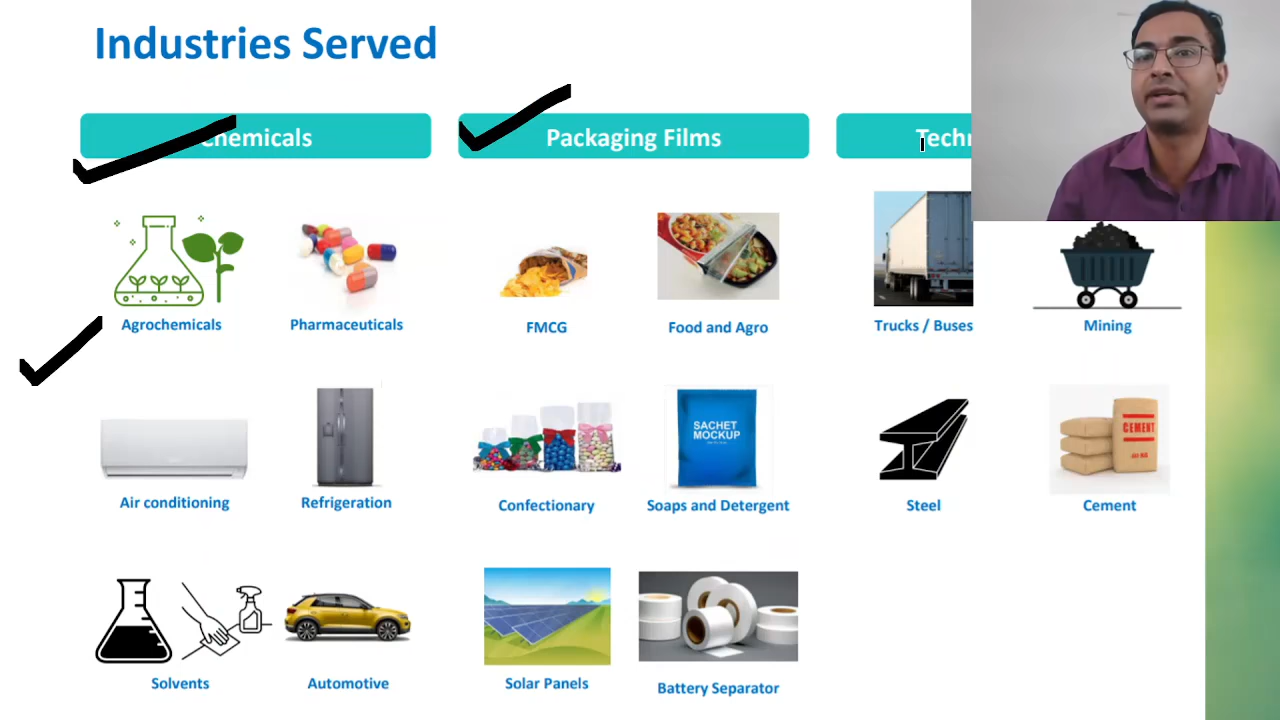 Industries Served
Chemicals
Packaging Films
Agrochemicals
Pharmaceuticals
FMCG
Food and Agro
Trucks / Buses
Mining
SACHET
MOCKUP
CEMENT
Air conditioning
Refrigeration
Confectionary
Soaps and Detergent
Steel
Cement
Solvents
Automotive
Solar Panels
Battery Separator